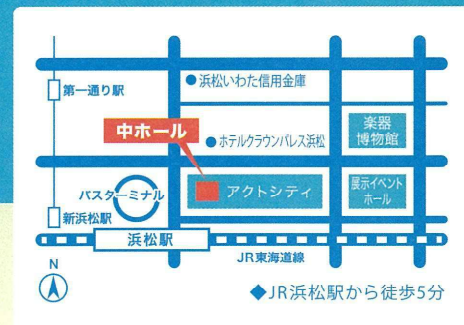 浜松いわた信用金庫
第一通り駅
中ホール
ホテルクラウンパレス浜松
楽器
博物館
バスターミナル
アクトシティ
展示イベント
ホール
新浜松駅
浜松駅
JR東海道線
N
◆JR浜松駅から徒歩5分